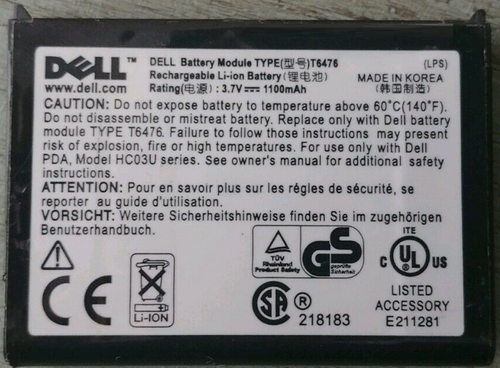 DELL™ DELL Battery Module TYPE(型号)T6476 (LPS)
Rechargeable Li-ion Battery(锂电池) MADE IN KOREA
www.dell.com Rating(电源) : 3.7V⎓ 1100mAh (韩国制造)
CAUTION: Do not expose battery to temperature above 60°C(140°F).
Do not disassemble or mistreat battery. Replace only with Dell battery
module TYPE T6476. Failure to follow those instructions may present
risk of explosion, fire or high temperatures. For use only with Dell
PDA, Model HC03U series. See owner's manual for additional safety
instructions.
ATTENTION: Pour en savoir plus sur les règles de sécurité, se
reporter au guide d'utilisation.
VORSICHT: Weitere Sicherheitshinweise finden Sie im zugehörigen
Benutzerhandbuch.
CE
Li-ION
TÜV
Rheinland
Product Safety
GS
geprüfte
Sicherheit
SA ®
218183
ITE
c UL US
LISTED
ACCESSORY
E211281